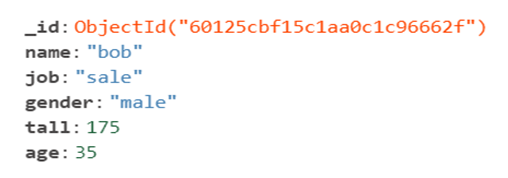 _id: ObjectId("60125cbf15c1aa0c1c96662f")
name: "bob"
job: "sale"
gender: "male"
tall: 175
age: 35